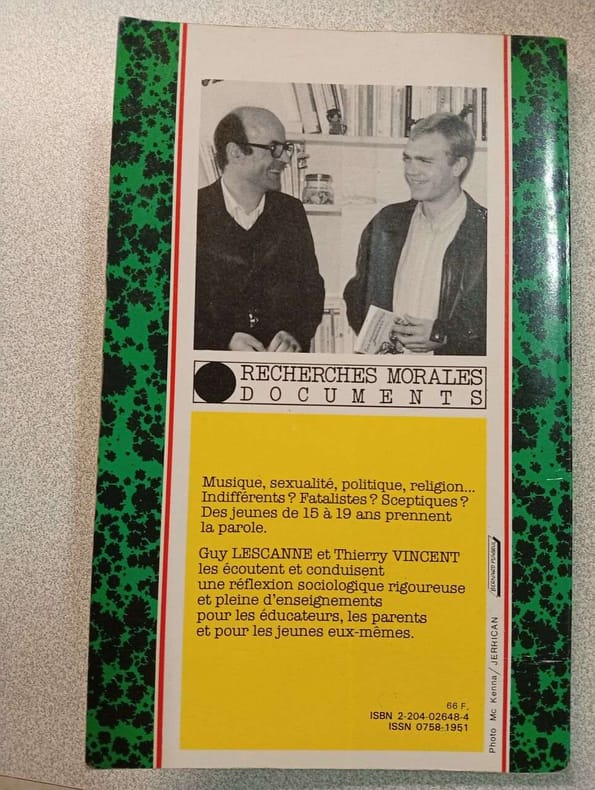 RECHERCHES MORALES
DOCUMENTS
Musique, sexualité, politique, religion...
Indifférents ? Fatalistes ? Sceptiques ?
Des jeunes de 15 à 19 ans prennent
la parole.
Guy LESCANNE et Thierry VINCENT
les écoutent et conduisent
une réflexion sociologique rigoureuse
et pleine d'enseignements
pour les éducateurs, les parents
et pour les jeunes eux-mêmes.
66 F.
ISBN 2-204-02648-4
ISSN 0758-1951
Photo Mc Kenna/ JERRICAN
BERNARD